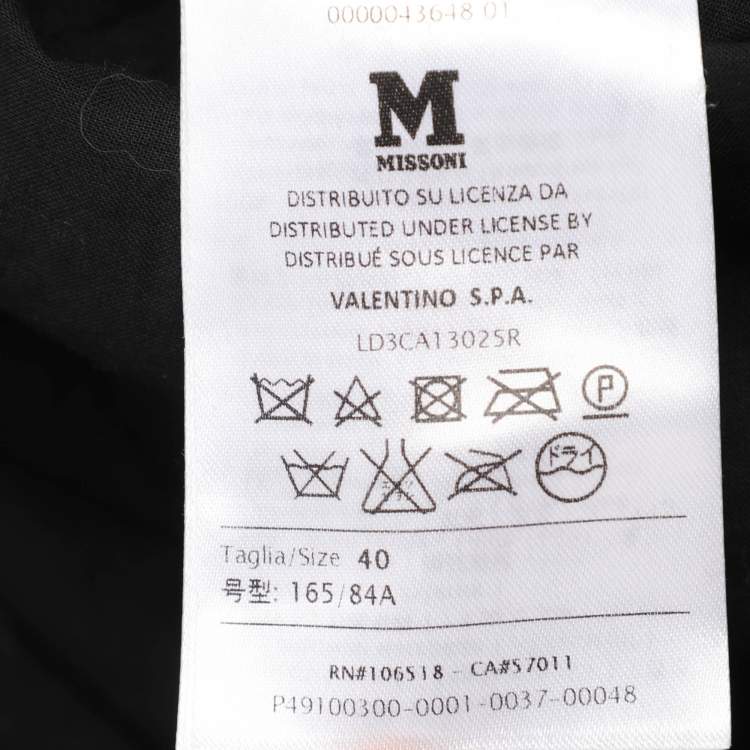 0000043648 01
M
MISSONI
DISTRIBUITO SU LICENZA DA
DISTRIBUTED UNDER LICENSE BY
DISTRIBUÉ SOUS LICENCE PAR
VALENTINO S.P.A.
LD3CA13025R
P
ドライ
Taglia/Size 40
号型: 165/84A
RN#106518 - CA#57011
P49100300-0001-0037-00048